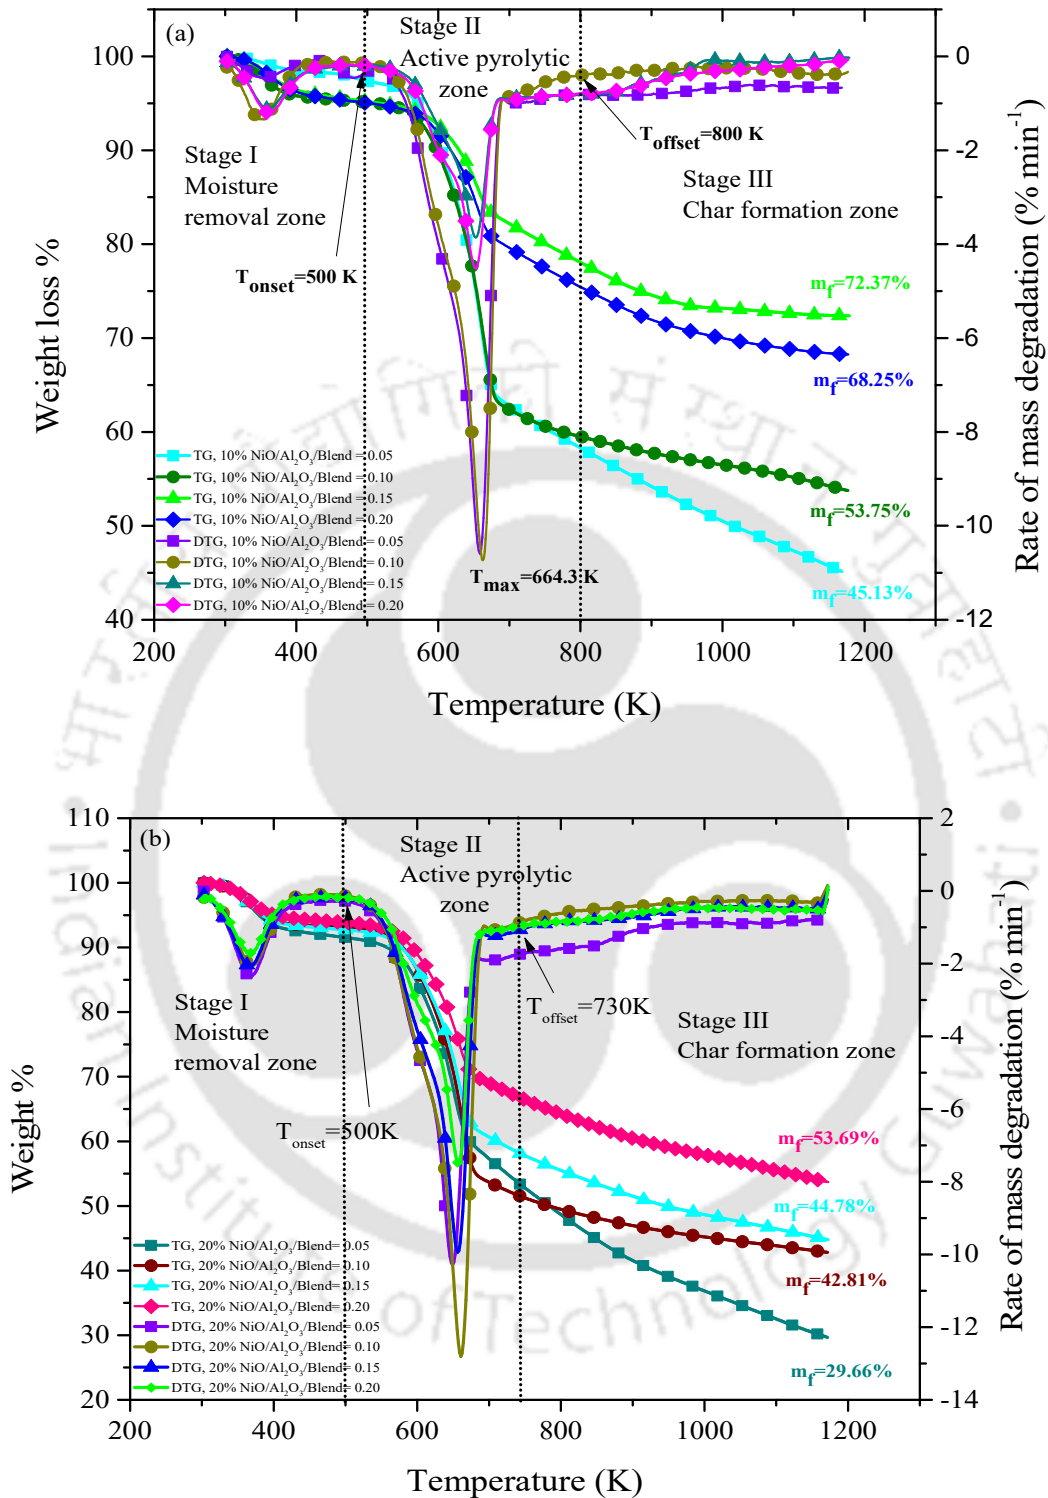 (a)
Stage II
Active pyrolytic
zone
Stage I
Moisture
removal zone
T_onset=500 K
T_offset=800 K
Stage III
Char formation zone
m_f=72.37%
m_f=68.25%
m_f=53.75%
m_f=45.13%
T_max=664.3 K
TG, 10% NiO/Al₂O₃/Blend = 0.05
TG, 10% NiO/Al₂O₃/Blend = 0.10
TG, 10% NiO/Al₂O₃/Blend = 0.15
TG, 10% NiO/Al₂O₃/Blend = 0.20
DTG, 10% NiO/Al₂O₃/Blend = 0.05
DTG, 10% NiO/Al₂O₃/Blend = 0.10
DTG, 10% NiO/Al₂O₃/Blend = 0.15
DTG, 10% NiO/Al₂O₃/Blend = 0.20
Weight loss %
100
90
80
70
60
50
40
Rate of mass degradation (% min⁻¹)
0
-2
-4
-6
-8
-10
-12
200 400 600 800 1000 1200
Temperature (K)
(b)
Stage II
Active pyrolytic
zone
Stage I
Moisture
removal zone
T_onset=500K
T_offset=730K
Stage III
Char formation zone
m_f=53.69%
m_f=44.78%
m_f=42.81%
m_f=29.66%
TG, 20% NiO/Al₂O₃/Blend= 0.05
TG, 20% NiO/Al₂O₃/Blend= 0.10
TG, 20% NiO/Al₂O₃/Blend= 0.15
TG, 20% NiO/Al₂O₃/Blend= 0.20
DTG, 20% NiO/Al₂O₃/Blend= 0.05
DTG, 20% NiO/Al₂O₃/Blend= 0.10
DTG, 20% NiO/Al₂O₃/Blend= 0.15
DTG, 20% NiO/Al₂O₃/Blend= 0.20
Weight %
110
100
90
80
70
60
50
40
30
20
Rate of mass degradation (% min⁻¹)
2
0
-2
-4
-6
-8
-10
-12
-14
200 400 600 800 1000 1200
Temperature (K)
of Technology